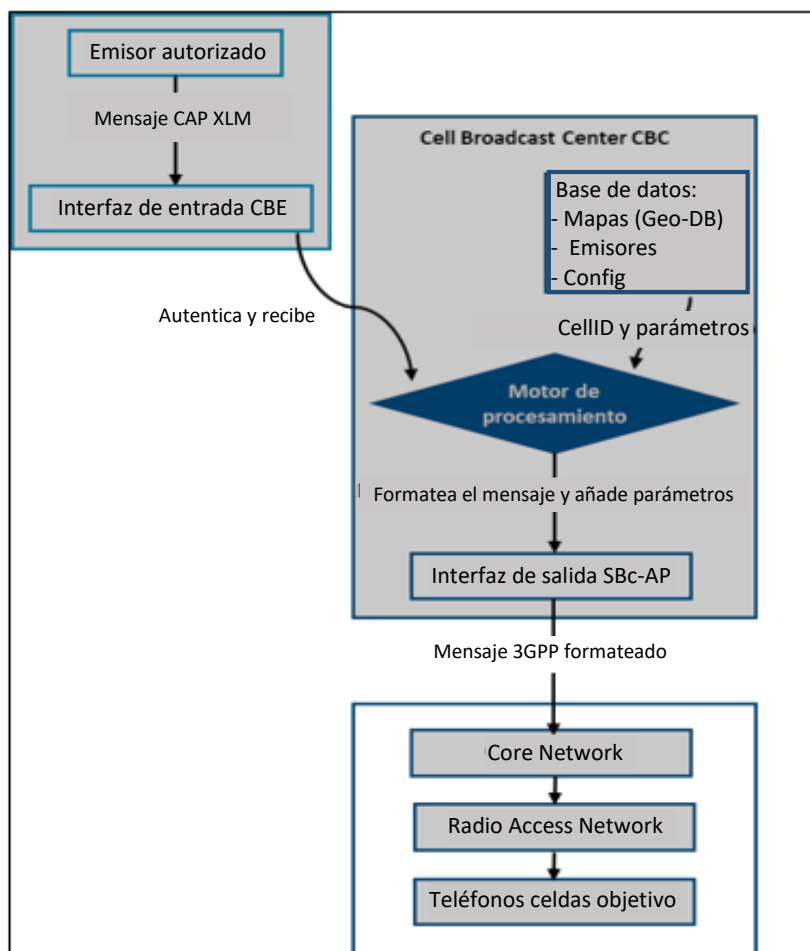 Emisor autorizado
Mensaje CAP XLM
Interfaz de entrada CBE
Autentica y recibe
Cell Broadcast Center CBC
Base de datos:
- Mapas (Geo-DB)
- Emisores
- Config
CellID y parámetros
Motor de
procesamiento
Formatea el mensaje y añade parámetros
Interfaz de salida SBc-AP
Mensaje 3GPP formateado
Core Network
Radio Access Network
Teléfonos celdas objetivo